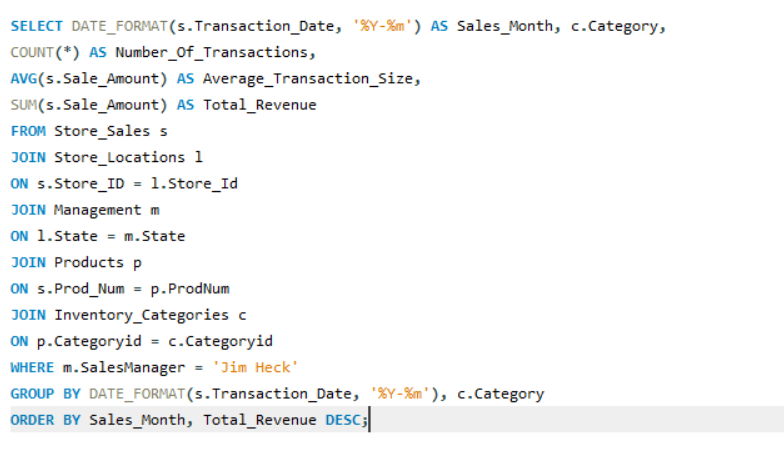 SELECT DATE_FORMAT(s.Transaction_Date, '%Y-%m') AS Sales_Month, c.Category,
COUNT(*) AS Number_Of_Transactions,
AVG(s.Sale_Amount) AS Average_Transaction_Size,
SUM(s.Sale_Amount) AS Total_Revenue
FROM Store_Sales s
JOIN Store_Locations l
ON s.Store_ID = l.Store_Id
JOIN Management m
ON l.State = m.State
JOIN Products p
ON s.Prod_Num = p.ProdNum
JOIN Inventory_Categories c
ON p.Categoryid = c.Categoryid
WHERE m.SalesManager = 'Jim Heck'
GROUP BY DATE_FORMAT(s.Transaction_Date, '%Y-%m'), c.Category
ORDER BY Sales_Month, Total_Revenue DESC;